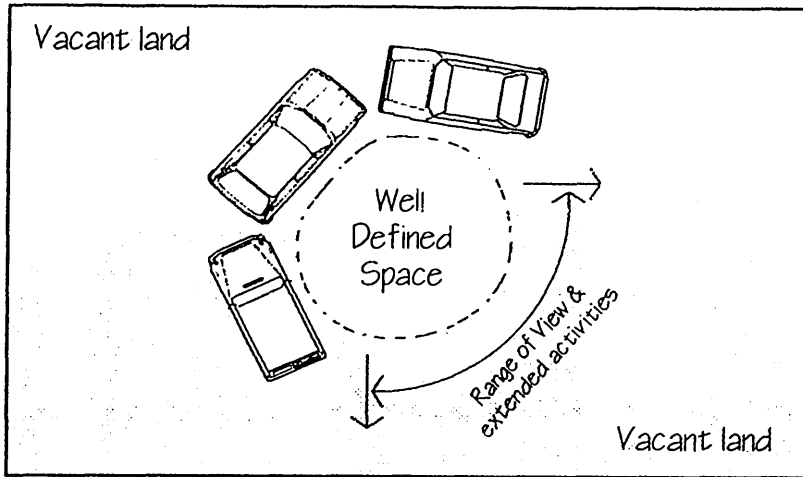 Vacant land
Well
Defined
Space
Range of View &
extended activities
Vacant land